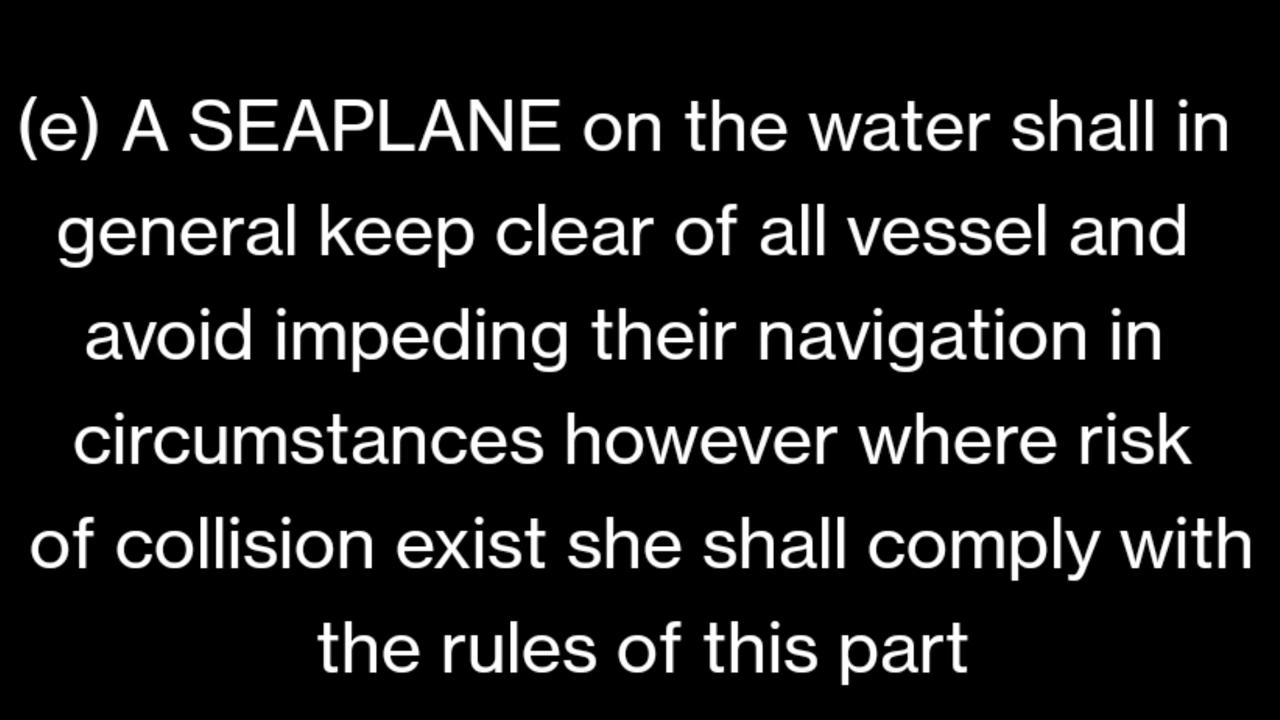 (e) A SEAPLANE on the water shall in
general keep clear of all vessel and
avoid impeding their navigation in
circumstances however where risk
of collision exist she shall comply with
the rules of this part